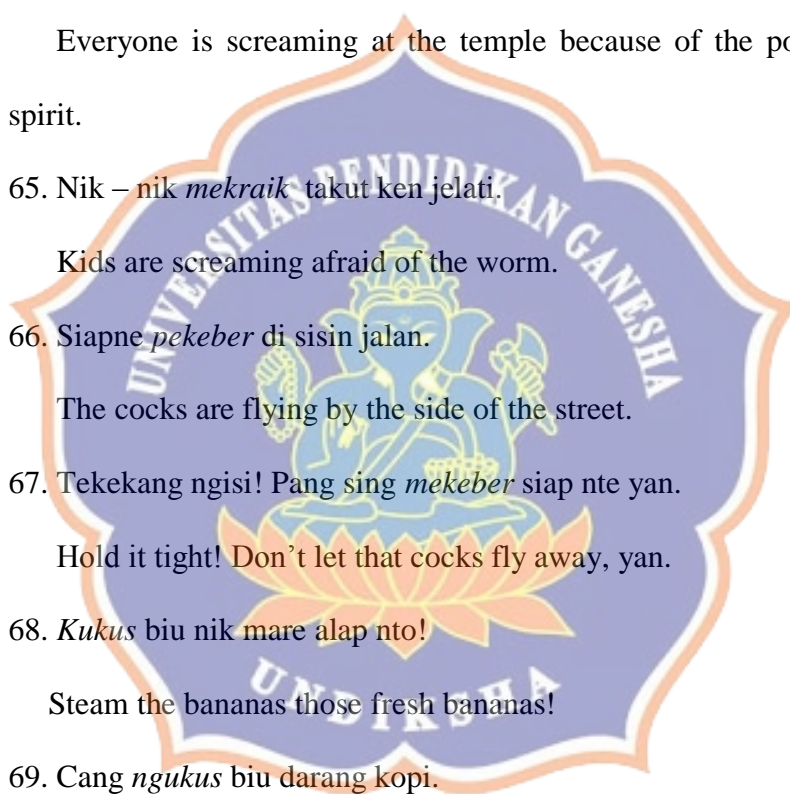 Everyone is screaming at the temple because of the po
spirit.
65. Nik – nik mekraik takut ken jelati.
Kids are screaming afraid of the worm.
66. Siapne pekeber di sisin jalan.
The cocks are flying by the side of the street.
67. Tekekang ngisi! Pang sing mekeber siap nte yan.
Hold it tight! Don’t let that cocks fly away, yan.
68. Kukus biu nik mare alap nto!
Steam the bananas those fresh bananas!
69. Cang ngukus biu darang kopi.
UNIVERSITAS PENDIDIKAN GANESHA
UNDIKSHA